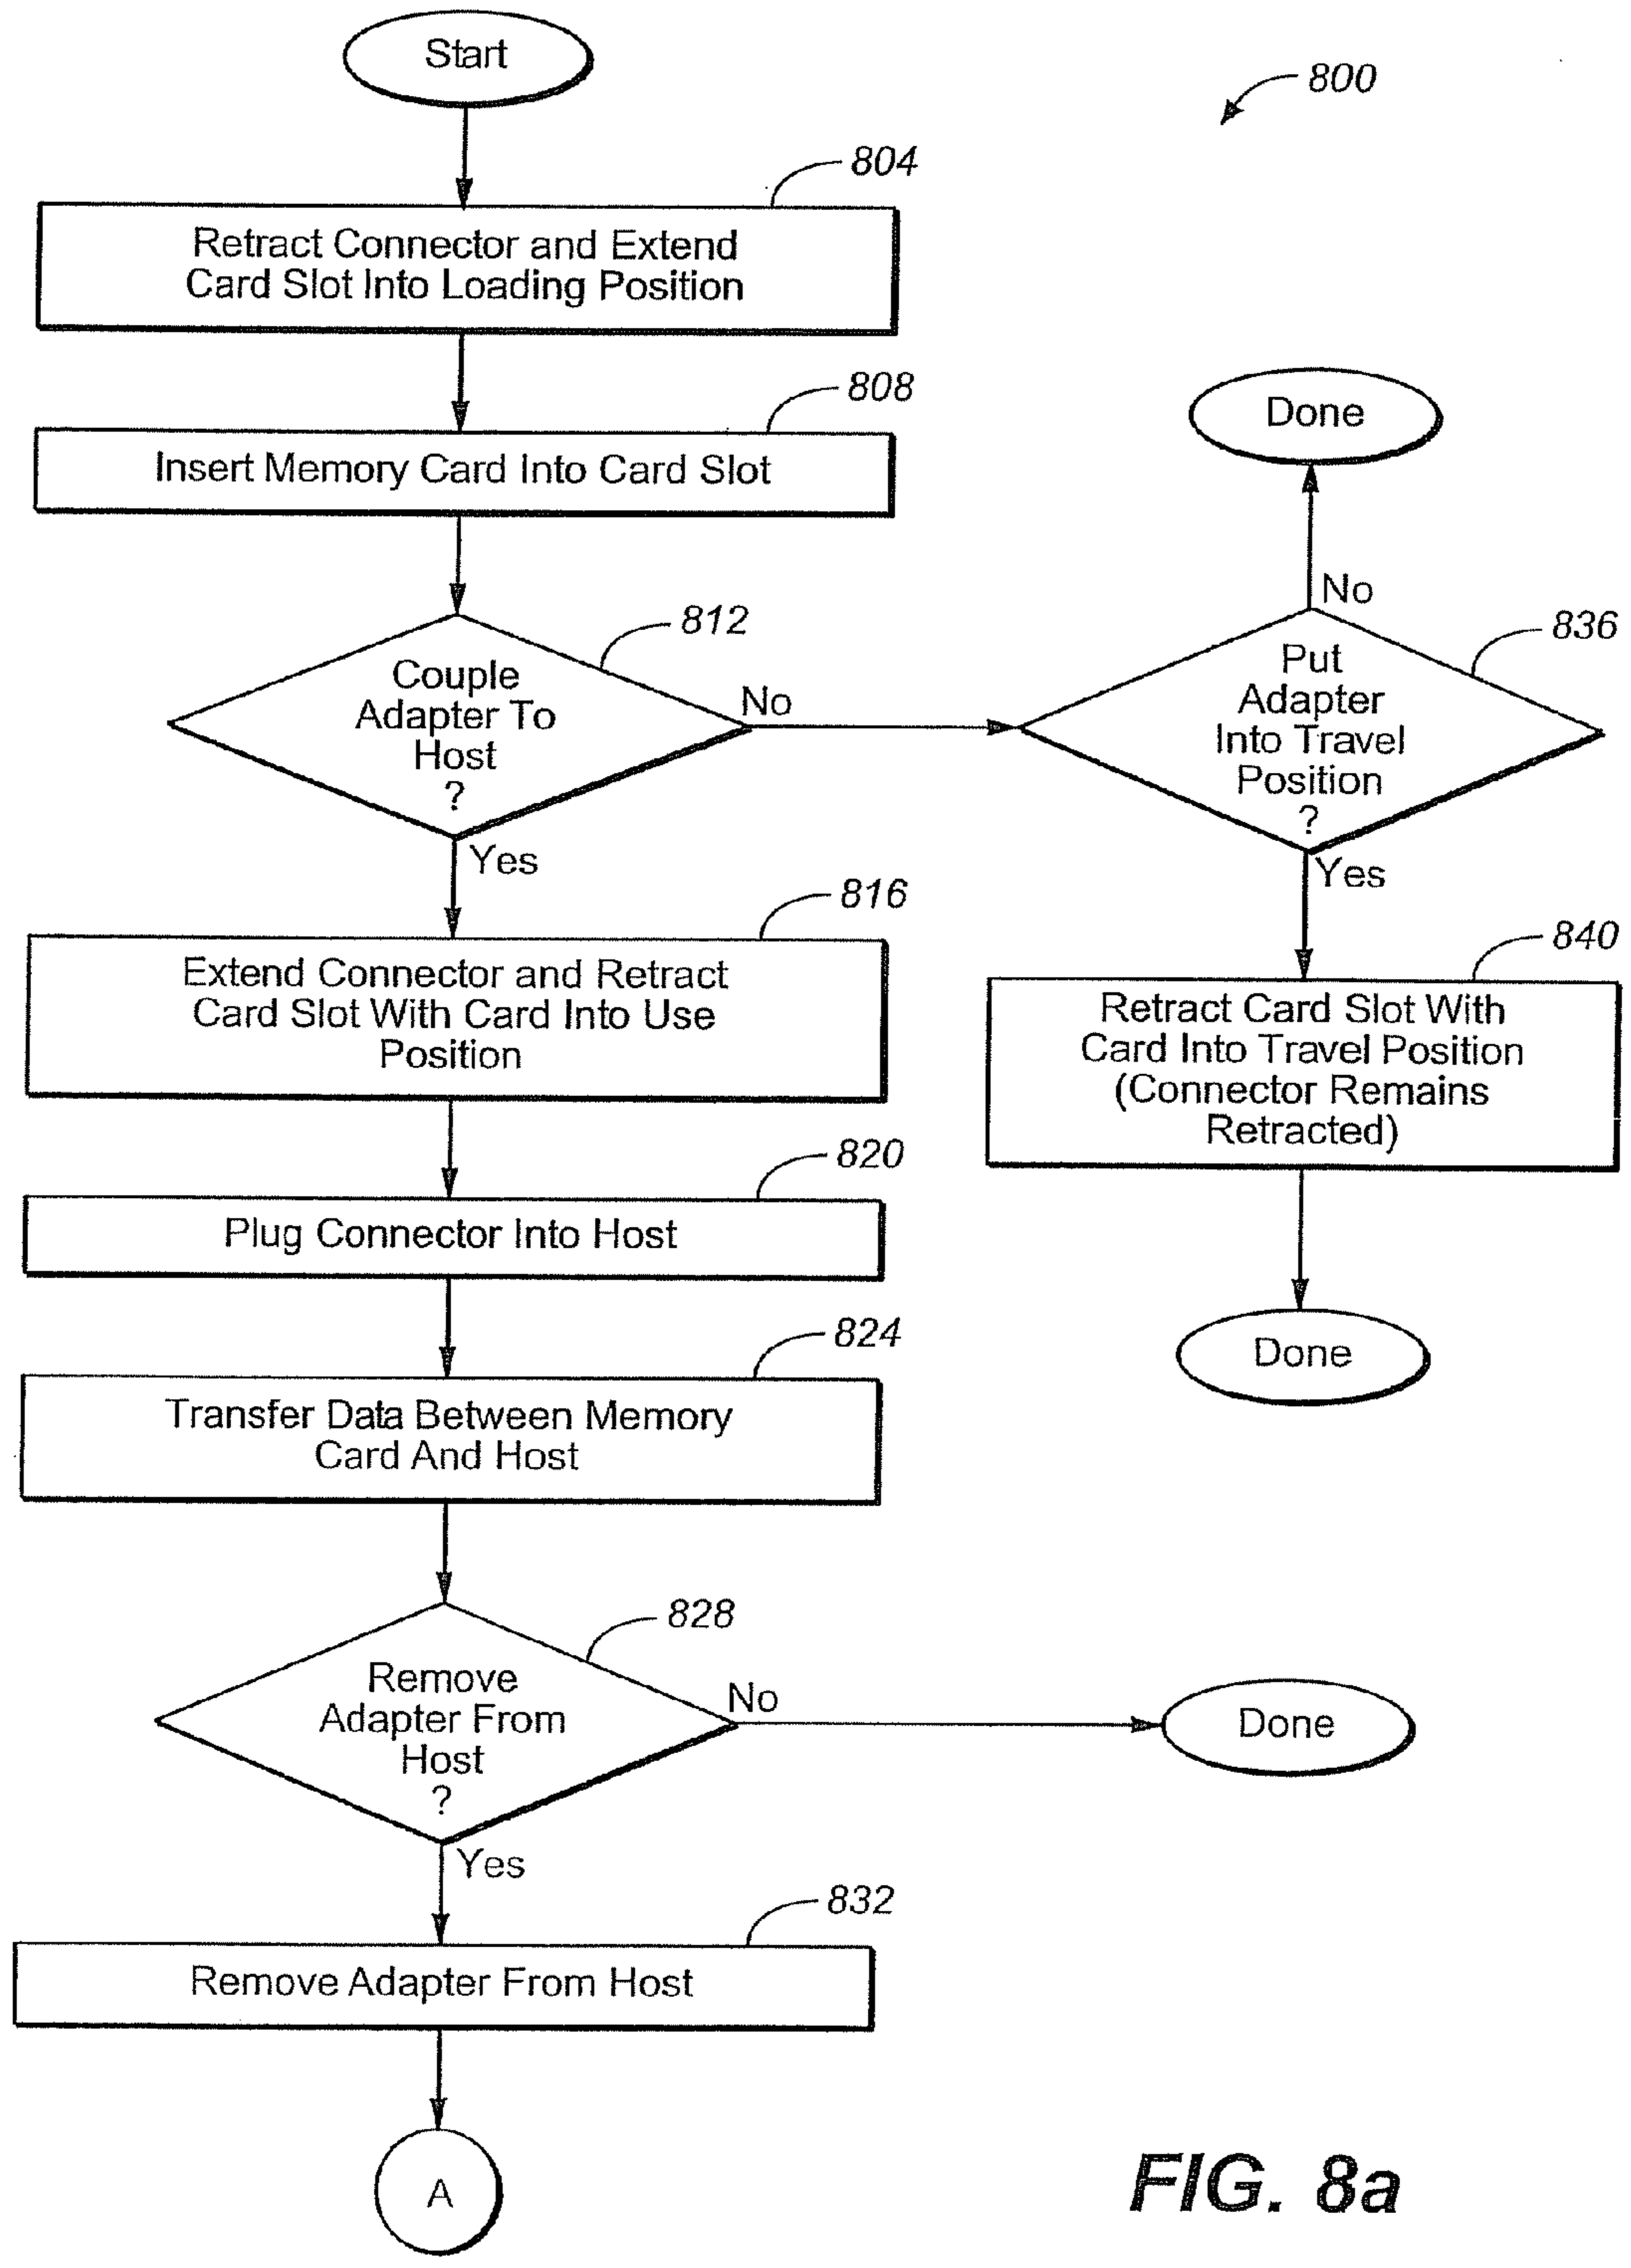 Start
800
804
Retract Connector and Extend
Card Slot Into Loading Position
808
Insert Memory Card Into Card Slot
Done
812
Couple
Adapter To
Host
?
No
Yes
836
No
Put
Adapter
Into Travel
Position
?
Yes
816
Extend Connector and Retract
Card Slot With Card Into Use
Position
840
Retract Card Slot With
Card Into Travel Position
(Connector Remains
Retracted)
820
Plug Connector Into Host
824
Transfer Data Between Memory
Card And Host
Done
828
Remove
Adapter From
Host
?
No
Done
Yes
832
Remove Adapter From Host
A
FIG. 8a